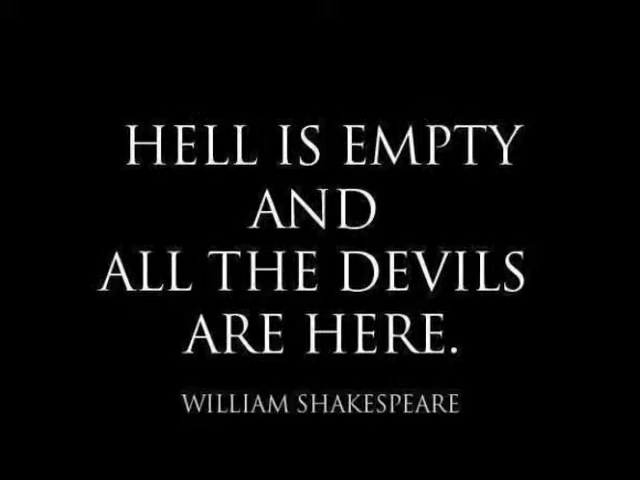 HELL IS EMPTY
AND
ALL THE DEVILS
ARE HERE.
WILLIAM SHAKESPEARE